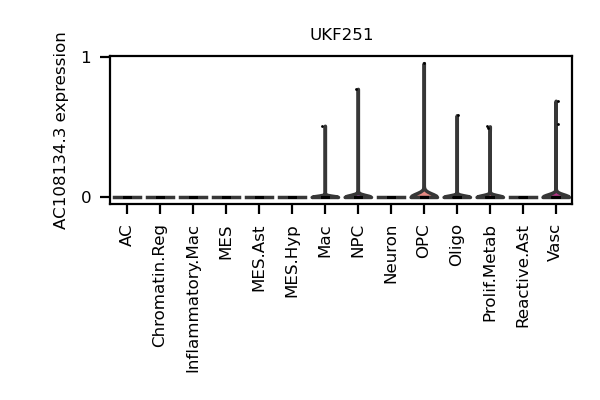 UKF251
AC108134.3 expression
1
0
AC
Chromatin.Reg
Inflammatory.Mac
MES
MES.Ast
MES.Hyp
Mac
NPC
Neuron
OPC
Oligo
Prolif.Metab
Reactive.Ast
Vasc